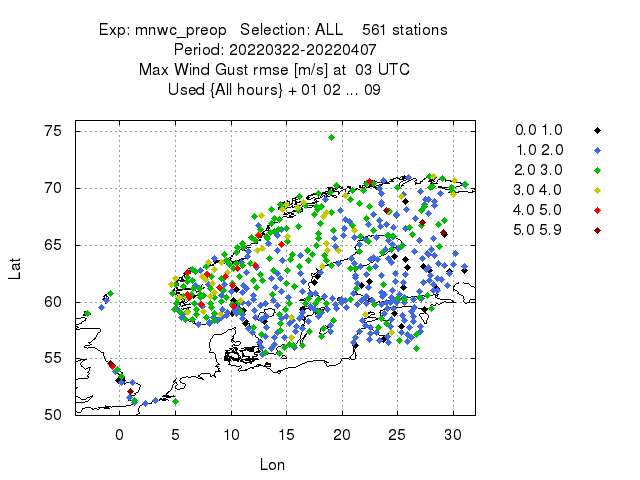 Exp: mnwc_preop Selection: ALL 561 stations
Period: 20220322-20220407
Max Wind Gust rmse [m/s] at 03 UTC
Used {All hours} + 01 02 ... 09
75
70
65
60
55
50
0 5 10 15 20 25 30
Lat
Lon
0.0 1.0
1.0 2.0
2.0 3.0
3.0 4.0
4.0 5.0
5.0 5.9